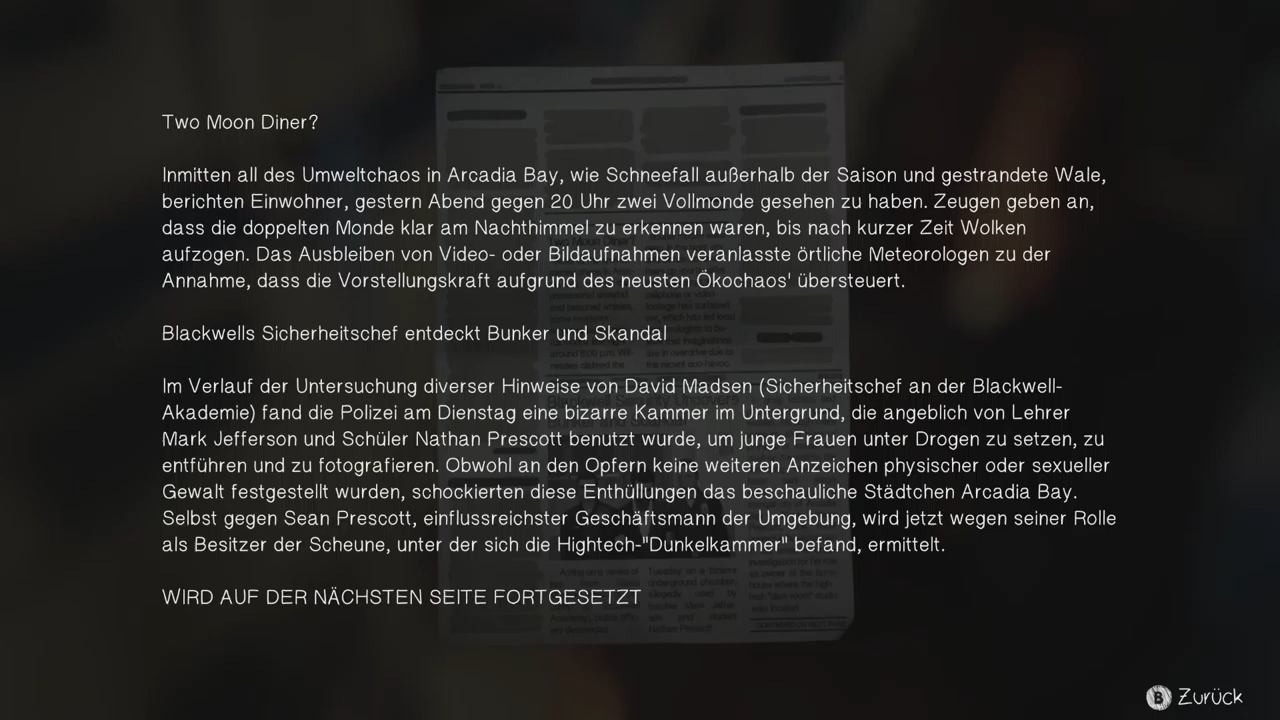 Two Moon Diner?
Inmitten all des Umweltchaos in Arcadia Bay, wie Schneefall außerhalb der Saison und gestrandete Wale,
berichten Einwohner, gestern Abend gegen 20 Uhr zwei Vollmonde gesehen zu haben. Zeugen geben an,
dass die doppelten Monde klar am Nachthimmel zu erkennen waren, bis nach kurzer Zeit Wolken
aufzogen. Das Ausbleiben von Video- oder Bildaufnahmen veranlasste örtliche Meteorologen zu der
Annahme, dass die Vorstellungskraft aufgrund des neusten Ökochaos' übersteuert.
Blackwells Sicherheitschef entdeckt Bunker und Skandal
Im Verlauf der Untersuchung diverser Hinweise von David Madsen (Sicherheitschef an der Blackwell-
Akademie) fand die Polizei am Dienstag eine bizarre Kammer im Untergrund, die angeblich von Lehrer
Mark Jefferson und Schüler Nathan Prescott benutzt wurde, um junge Frauen unter Drogen zu setzen, zu
entführen und zu fotografieren. Obwohl an den Opfern keine weiteren Anzeichen physischer oder sexueller
Gewalt festgestellt wurden, schockierten diese Enthüllungen das beschauliche Städtchen Arcadia Bay.
Selbst gegen Sean Prescott, einflussreichster Geschäftsmann der Umgebung, wird jetzt wegen seiner Rolle
als Besitzer der Scheune, unter der sich die Hightech-"Dunkelkammer" befand, ermittelt.
WIRD AUF DER NÄCHSTEN SEITE FORTGESETZT
B Zurück